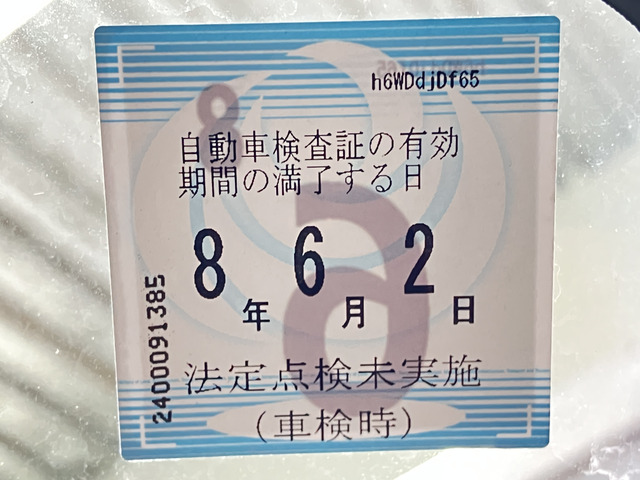 h6WDdjDf65
自動車検査証の有効
期間の満了する日
8年 6月 2日
2400091385
法定点検未実施
(車検時)